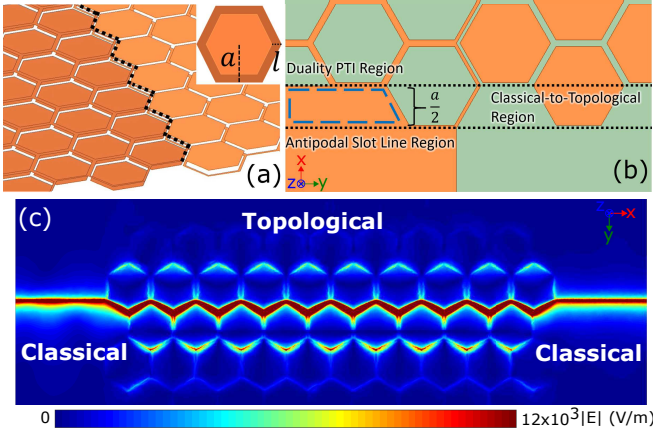 a
l
(a)
Duality PTI Region
a
2
Classical-to-Topological
Region
Antipodal Slot Line Region
x
z
y
(b)
(c)
Topological
z
x
y
Classical
Classical
0
12x10³|E| (V/m)